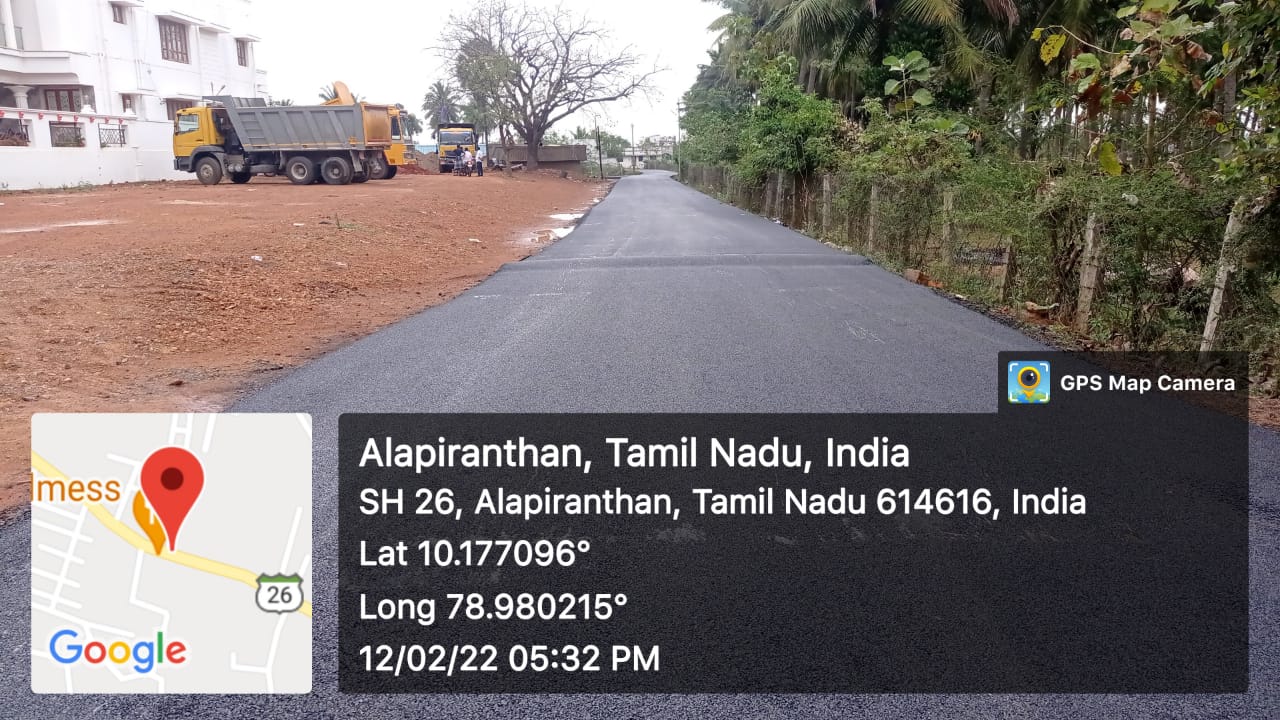 GPS Map Camera
Alapiranthan, Tamil Nadu, India
SH 26, Alapiranthan, Tamil Nadu 614616, India
Lat 10.177096°
Long 78.980215°
12/02/22 05:32 PM
mess
26
Google